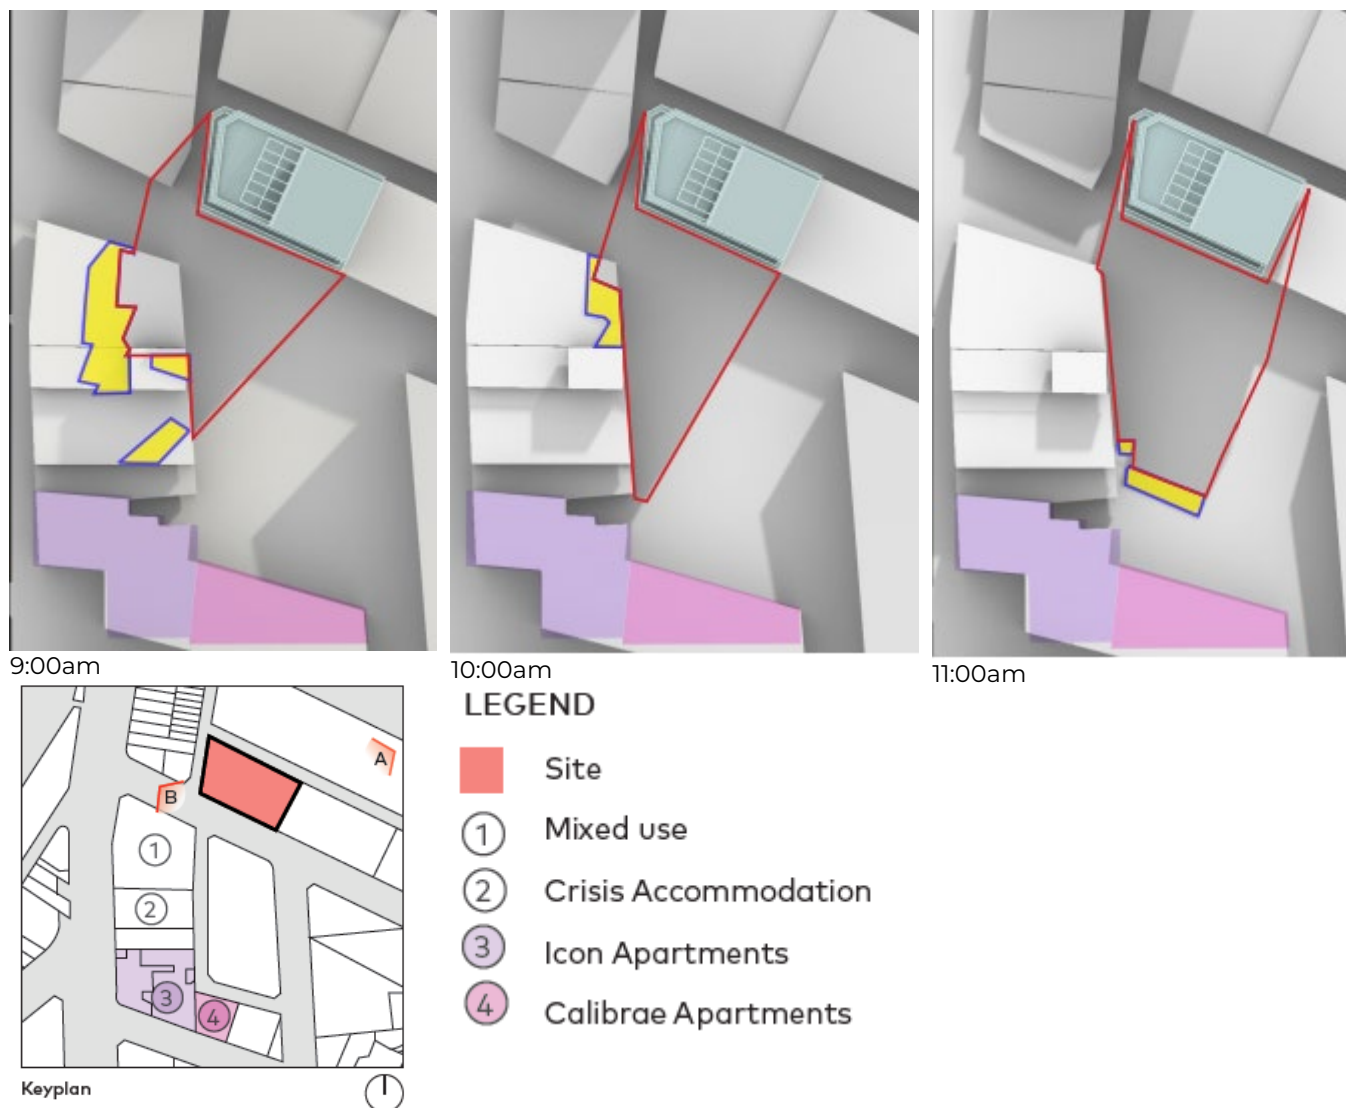 9:00am
10:00am
11:00am
LEGEND
Site
1 Mixed use
2 Crisis Accommodation
3 Icon Apartments
4 Calibrae Apartments
A
B
1
2
3
4
Keyplan